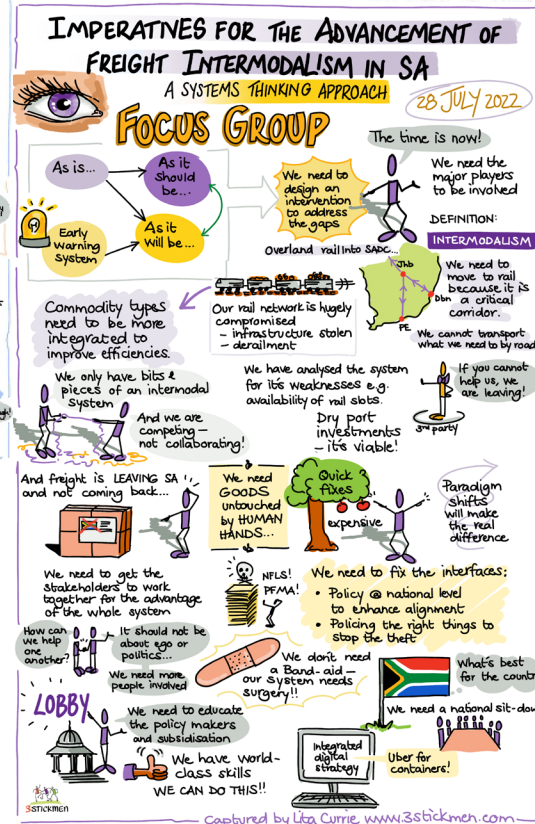 IMPERATIVES FOR THE ADVANCEMENT OF
FREIGHT INTERMODALISM IN SA
A SYSTEMS THINKING APPROACH
28 JULY 2022
FOCUS GROUP
The time is now!
As is...
As it
should
be...
Early
warning
system
As it
will be...
We need to
design an
intervention
to address
the gaps
We need the
major players
to be involved
DEFINITION:
INTERMODALISM
Overland rail into SADC...
Jhb
Dbn
PE
We need to
move to rail
because it is
a critical
corridor.
We cannot transport
what we need by road
Commodity types
need to be more
integrated to
improve efficiencies.
Our rail network is hugely
compromised
- infrastructure stolen
- derailment
We only have bits &
pieces of an intermodal
system
And we are
competing -
not collaborating!
We have analysed the system
for it's weaknesses e.g.
availability of rail slots.
Dry port
investments
- it's viable!
If you cannot
help us, we
are leaving!
3rd party
And freight is LEAVING SA
and not coming back...
We need
GOODS
untouched
by HUMAN
HANDS...
Quick
fixes
expensive
Paradigm
shifts
will make
the real
difference
We need to get the
stakeholders to work
together for the advantage
of the whole system
NFLS!
PFMA!
We need to fix the interfaces:
• Policy @ national level
to enhance alignment
• Policing the right things to
stop the theft
How can
we help
one
another?
It should not be
about ego or
politics...
We need more
people involved
We don't need
a Band-aid -
our system needs
surgery!!
What's best
for the
We need a national
LOBBY
We need to educate
the policy makers
and subsidisation
We have world-
class skills
WE CAN DO THIS!!
Integrated
digital
strategy
Uber for
containers!
3STICKMEN
captured by Lita Currie www.3stickmen.com